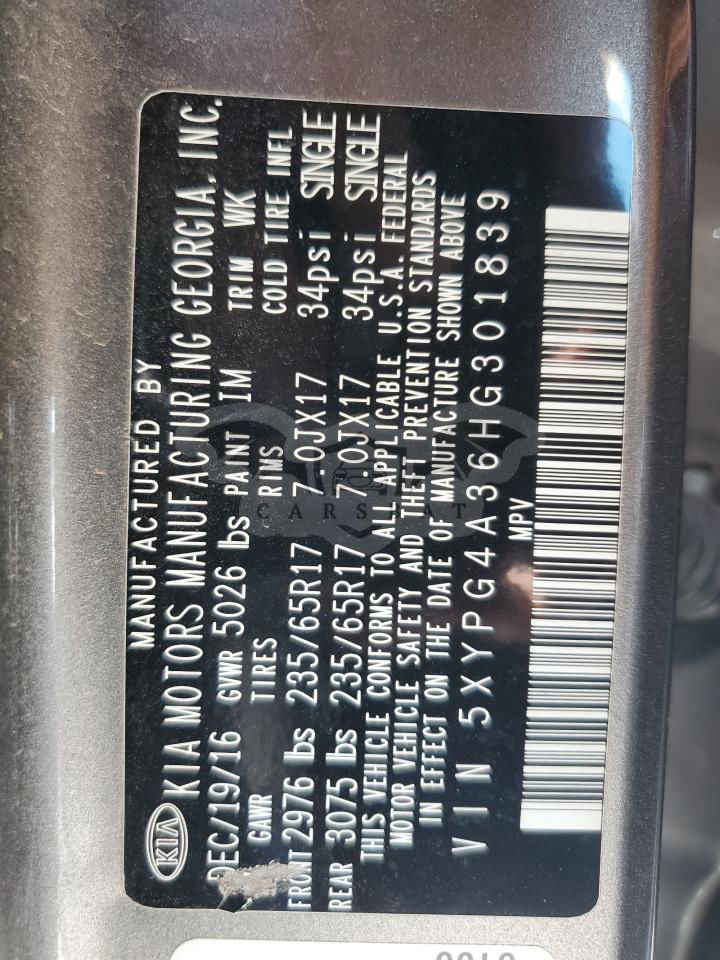 MANUFACTURED BY
KIA KIA MOTORS MANUFACTURING GEORGIA, INC.
DEC/19/16 GVWR 5026 lbs PAINT IM TRIM WK
GAWR TIRES RIMS COLD TIRE INFL
FRONT 2976 lbs 235/65R17 7.0JX17 34psi SINGLE
REAR 3075 lbs 235/65R17 7.0JX17 34psi SINGLE
THIS VEHICLE CONFORMS TO ALL APPLICABLE U.S.A. FEDERAL
MOTOR VEHICLE SAFETY AND THEFT PREVENTION STANDARDS
IN EFFECT ON THE DATE OF MANUFACTURE SHOWN ABOVE
VIN 5XYPG4A36HG301839
MPV